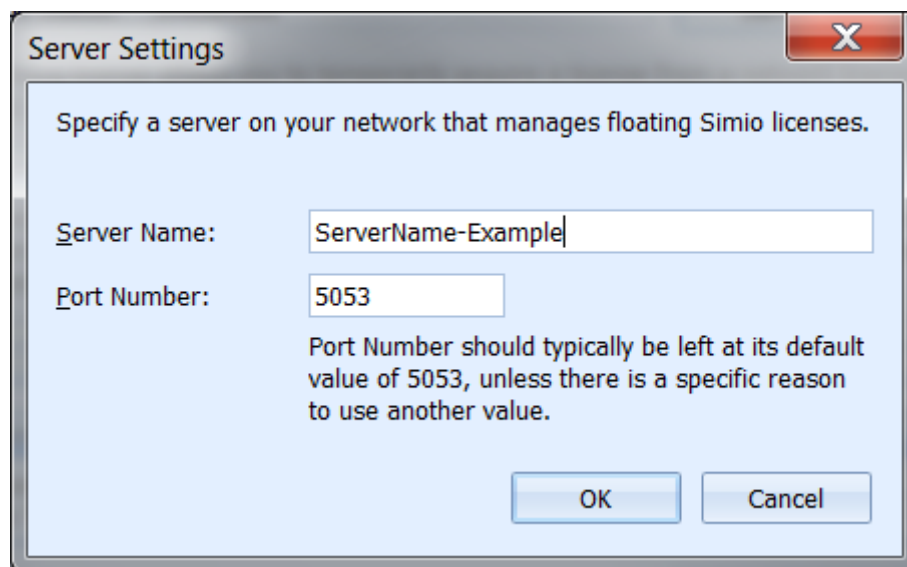 Server Settings
Specify a server on your network that manages floating Simio licenses.
Server Name: ServerName-Example
Port Number: 5053
Port Number should typically be left at its default
value of 5053, unless there is a specific reason
to use another value.
OK Cancel